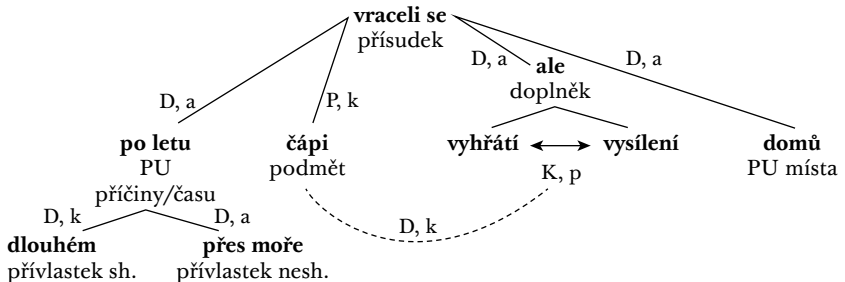 vraceli se
přísudek
D, a
D, a
ale
doplněk
D, a
P, k
po letu
PU
příčiny/času
čápi
podmět
vyhřátí
vysílení
domů
PU místa
K, p
D, k
D, a
D, k
dlouhém
přívlastek sh.
přes moře
přívlastek nesh.